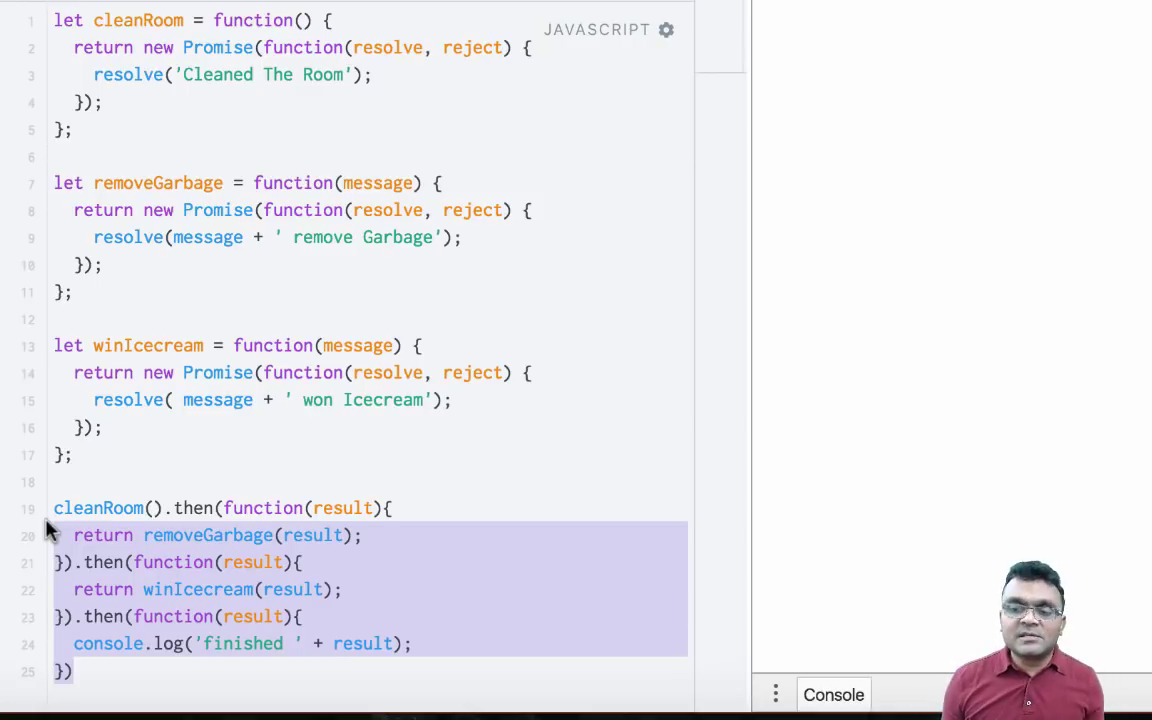 JAVASCRIPT
1 let cleanRoom = function() {
2 return new Promise(function(resolve, reject) {
3 resolve('Cleaned The Room');
4 });
5 };
6
7 let removeGarbage = function(message) {
8 return new Promise(function(resolve, reject) {
9 resolve(message + ' remove Garbage');
10 });
11 };
12
13 let winIcecream = function(message) {
14 return new Promise(function(resolve, reject) {
15 resolve( message + ' won Icecream');
16 });
17 };
18
19 cleanRoom().then(function(result){
20 return removeGarbage(result);
21 }).then(function(result){
22 return winIcecream(result);
23 }).then(function(result){
24 console.log('finished ' + result);
25 })
Console